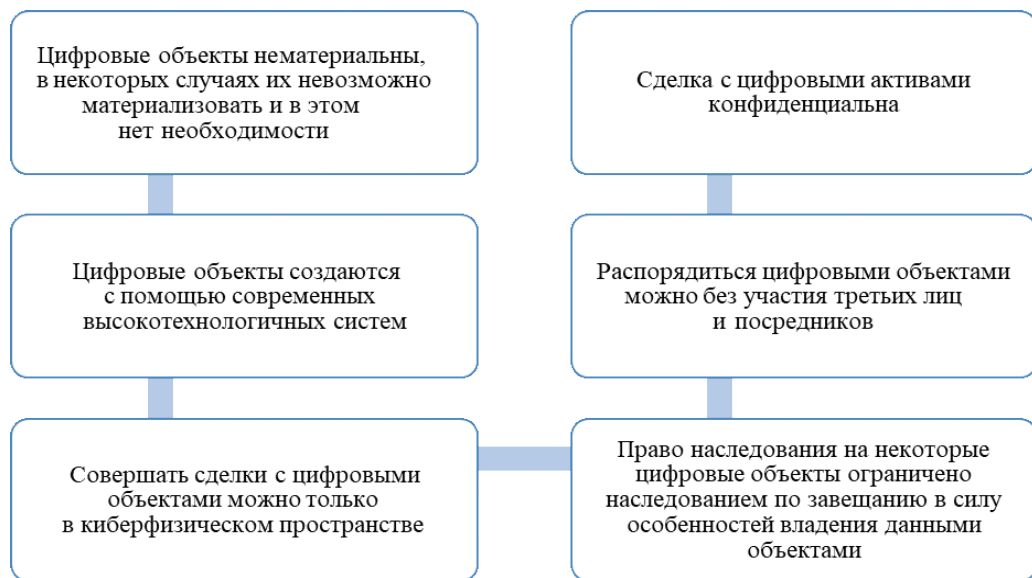 Цифровые объекты нематериальны,
в некоторых случаях их невозможно
материализовать и в этом
нет необходимости
Цифровые объекты создаются
с помощью современных
высокотехнологичных систем
Совершать сделки с цифровыми
объектами можно только
в киберфизическом пространстве
Право наследования на некоторые
цифровые объекты ограничено
наследованием по завещанию в силу
особенностей владения данными
объектами
Распорядиться цифровыми объектами
можно без участия третьих лиц
и посредников
Сделка с цифровыми активами
конфиденциальна